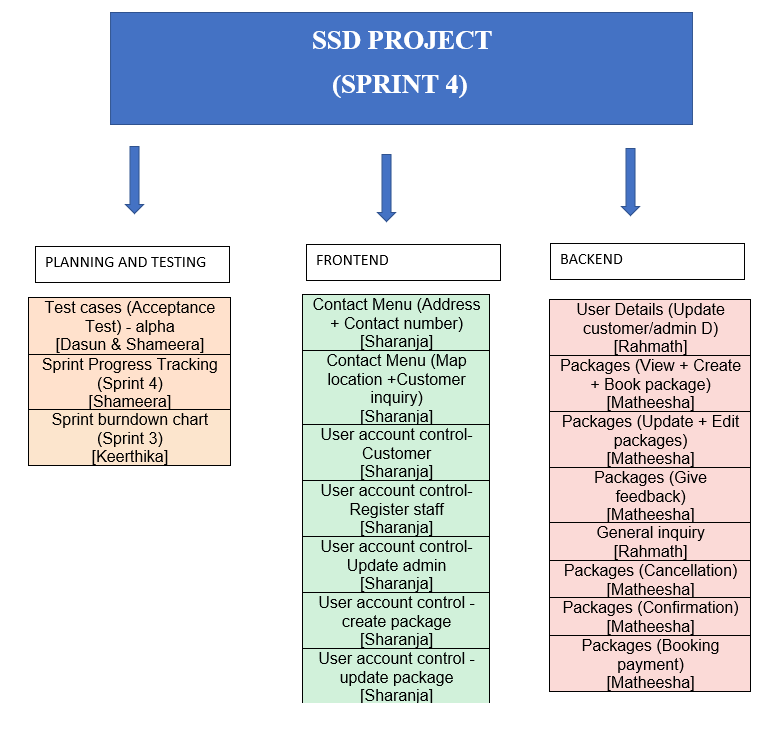 SSD PROJECT
(SPRINT 4)
PLANNING AND TESTING
Test cases (Acceptance
Test) - alpha
[Dasun & Shameera]
Sprint Progress Tracking
(Sprint 4)
[Shameera]
Sprint burndown chart
(Sprint 3)
[Keerthika]
FRONTEND
Contact Menu (Address
+ Contact number)
[Sharanja]
Contact Menu (Map
location +Customer
inquiry)
[Sharanja]
User account control-
Customer
[Sharanja]
User account control-
Register staff
[Sharanja]
User account control-
Update admin
[Sharanja]
User account control -
create package
[Sharanja]
User account control -
update package
[Sharanja]
BACKEND
User Details (Update
customer/admin D)
[Rahmath]
Packages (View + Create
+ Book package)
[Matheesha]
Packages (Update + Edit
packages)
[Matheesha]
Packages (Give
feedback)
[Matheesha]
General inquiry
[Rahmath]
Packages (Cancellation)
[Matheesha]
Packages (Confirmation)
[Matheesha]
Packages (Booking
payment)
[Matheesha]